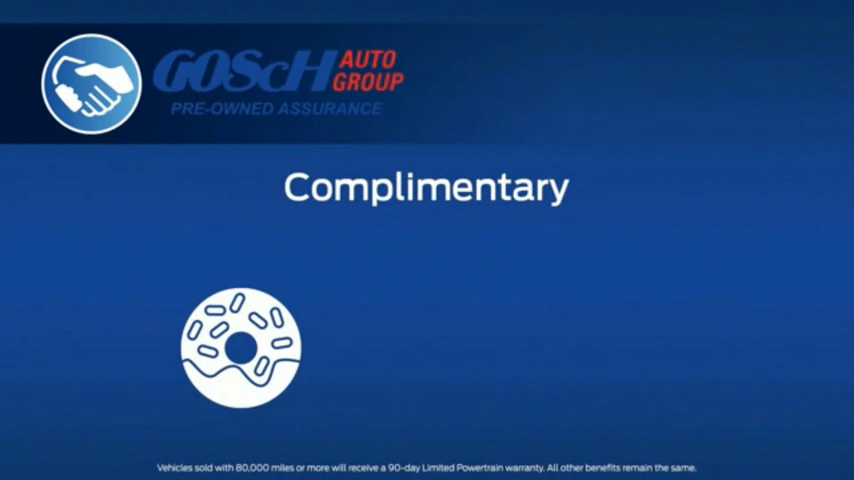 GOScH AUTO
GROUP
PRE-OWNED ASSURANCE
Complimentary
Vehicles sold with 80,000 miles or more will receive a 90-day Limited Powertrain warranty. All other benefits remain the same.